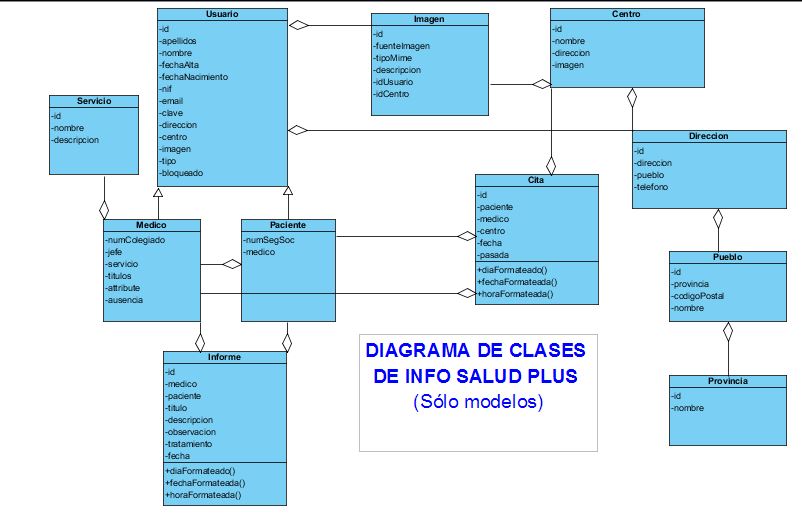 Usuario
-id
-apellidos
-nombre
-fechaAlta
-fechaNacimiento
-nif
-email
-clave
-direccion
-centro
-imagen
-tipo
-bloqueado
Imagen
-id
-fuenteImagen
-tipoMime
-descripcion
-idUsuario
-idCentro
Centro
-id
-nombre
-direccion
-imagen
Servicio
-id
-nombre
-descripcion
Direccion
-id
-direccion
-pueblo
-telefono
Cita
-id
-paciente
-medico
-centro
-fecha
-pasada
+diaFormateado()
+fechaFormateada()
+horaFormateada()
Medico
-numColegiado
-jefe
-servicio
-titulos
-attribute
-ausencia
Paciente
-numSegSoc
-medico
Pueblo
-id
-provincia
-codigoPostal
-nombre
Informe
-id
-medico
-paciente
-titulo
-descripcion
-observacion
-tratamiento
-fecha
+diaFormateado()
+fechaFormateada()
+horaFormateada()
DIAGRAMA DE CLASES
DE INFO SALUD PLUS
(Sólo modelos)
Provincia
-id
-nombre